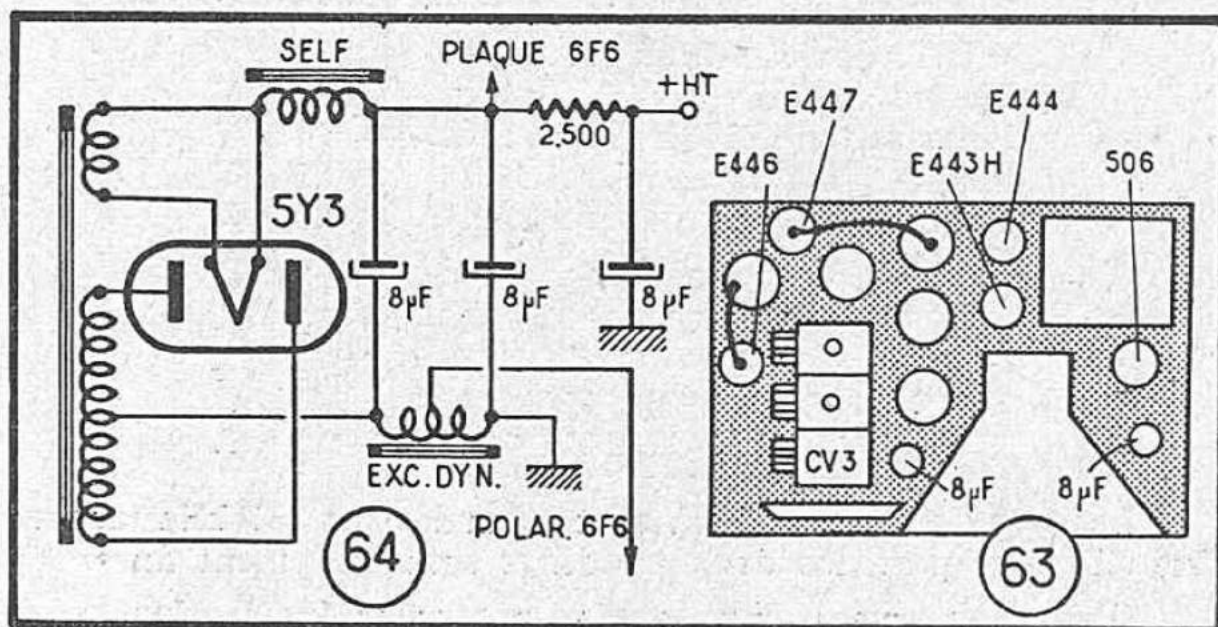 SELF
PLAQUE 6F6
+HT
2,500
5Y3
8µF
8µF
8µF
EXC. DYN.
POLAR. 6F6
64
E447
E444
E446
E443H
506
CV3
8µF
8µF
63